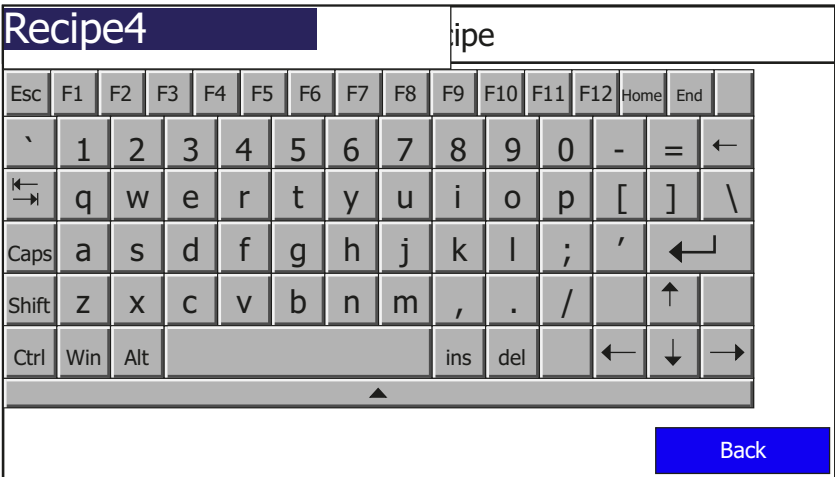 Recipe4
cipe
Esc F1 F2 F3 F4 F5 F6 F7 F8 F9 F10 F11 F12 Home End
` 1 2 3 4 5 6 7 8 9 0 - = ←
q w e r t y u i o p [ ] \
Caps a s d f g h j k l ; ′
Shift z x c v b n m , . / ↑
Ctrl Win Alt ins del ← ↓ →
Back